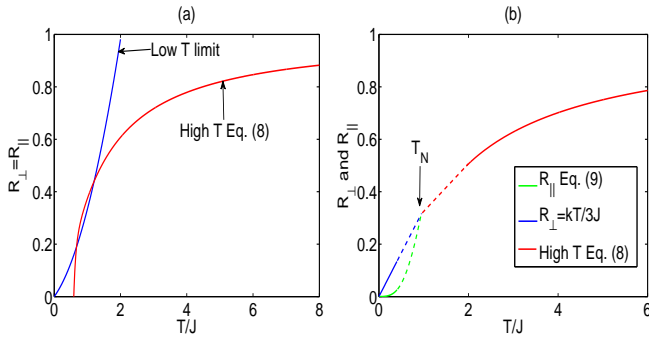 (a)
R⊥=R||
1
0.8
0.6
0.4
0.2
0
0 2 4 6 8
T/J
Low T limit
High T Eq. (8)
(b)
R⊥ and R||
1
0.8
0.6
0.4
0.2
0
0 2 4 6
T/J
T_N
R|| Eq. (9)
R⊥=kT/3J
High T Eq. (8)